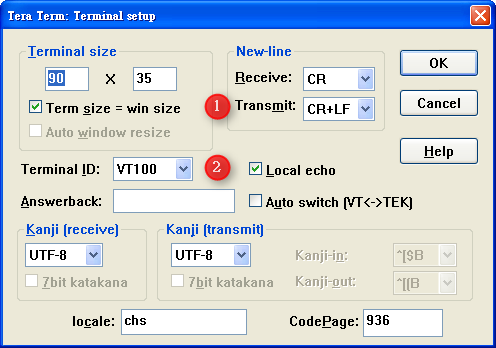 Tera Term: Terminal setup
Terminal size
90 X 35
Term size = win size
Auto window resize
New-line
Receive: CR
1 Transmit: CR+LF
OK
Cancel
Help
Terminal ID: VT100
2 Local echo
Answerback:
Auto switch (VT<->TEK)
Kanji (receive)
UTF-8
7bit katakana
Kanji (transmit)
UTF-8
7bit katakana
Kanji-in: ^[$B
Kanji-out: ^[(B
locale: chs
CodePage: 936